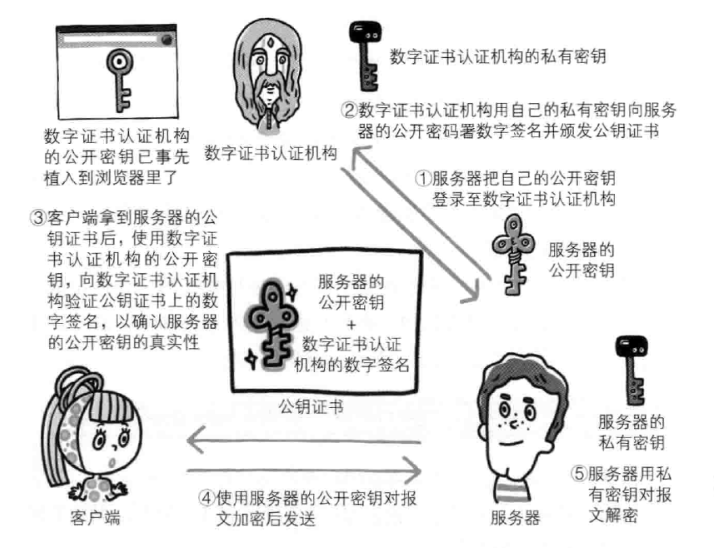 数字证书认证机构的私有密钥
②数字证书认证机构用自己的私有密钥向服务
器的公开密码署数字签名并颁发公钥证书
数字证书认证机构
的公开密钥已事先
植入到浏览器里了
数字证书认证机构
①服务器把自己的公开密钥
登录至数字证书认证机构
③客户端拿到服务器的公
钥证书后，使用数字证
书认证机构的公开密
钥，向数字证书认证机
构验证公钥证书上的数
字签名，以确认服务器
的公开密钥的真实性
服务器的
公开密钥
服务器的
公开密钥
+
数字证书认证
机构的数字签名
公钥证书
服务器的
私有密钥
⑤服务器用私
有密钥对报
文解密
④使用服务器的公开密钥对报
文加密后发送
客户端
服务器